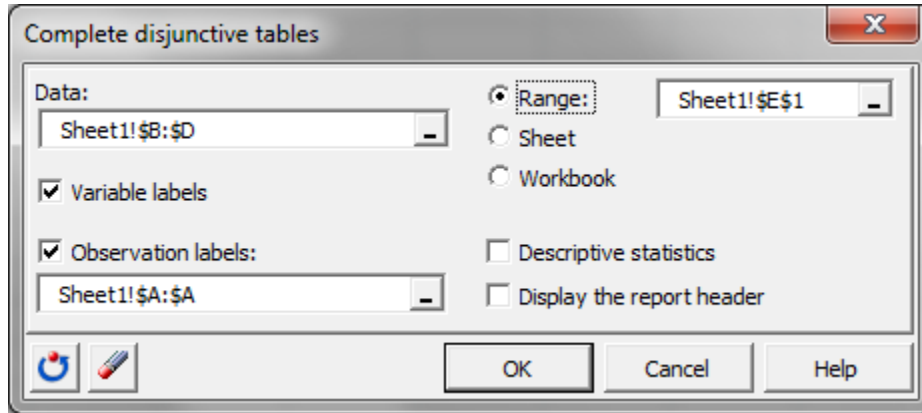 Complete disjunctive tables
Data:
Sheet1!$B:$D
Variable labels
Observation labels:
Sheet1!$A:$A
Range:
Sheet1!$E$1
Sheet
Workbook
Descriptive statistics
Display the report header
OK
Cancel
Help